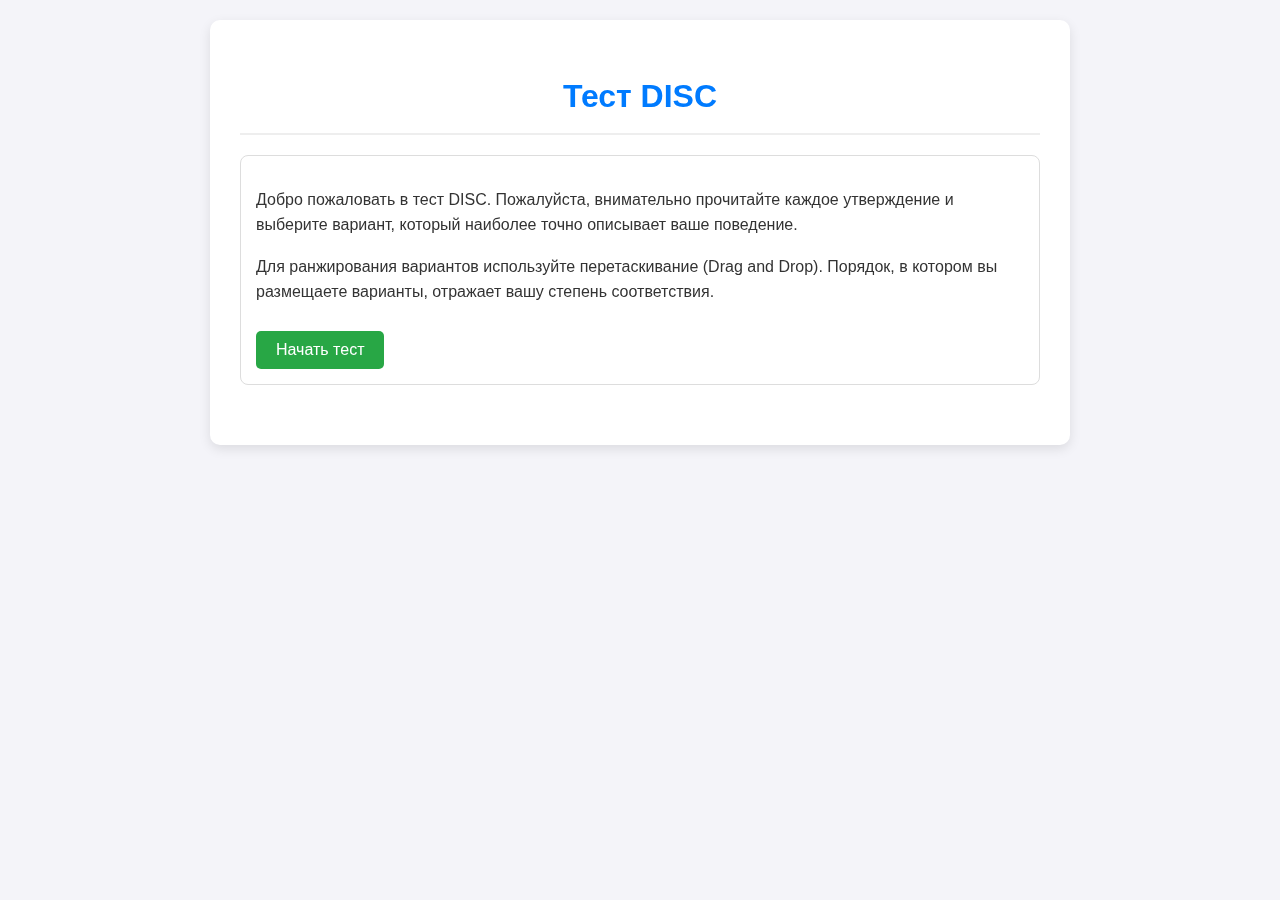 Тест DISC
Добро пожаловать в тест DISC. Пожалуйста, внимательно прочитайте каждое утверждение и
выберите вариант, который наиболее точно описывает ваше поведение.
Для ранжирования вариантов используйте перетаскивание (Drag and Drop). Порядок, в котором вы
размещаете варианты, отражает вашу степень соответствия.
Начать тест